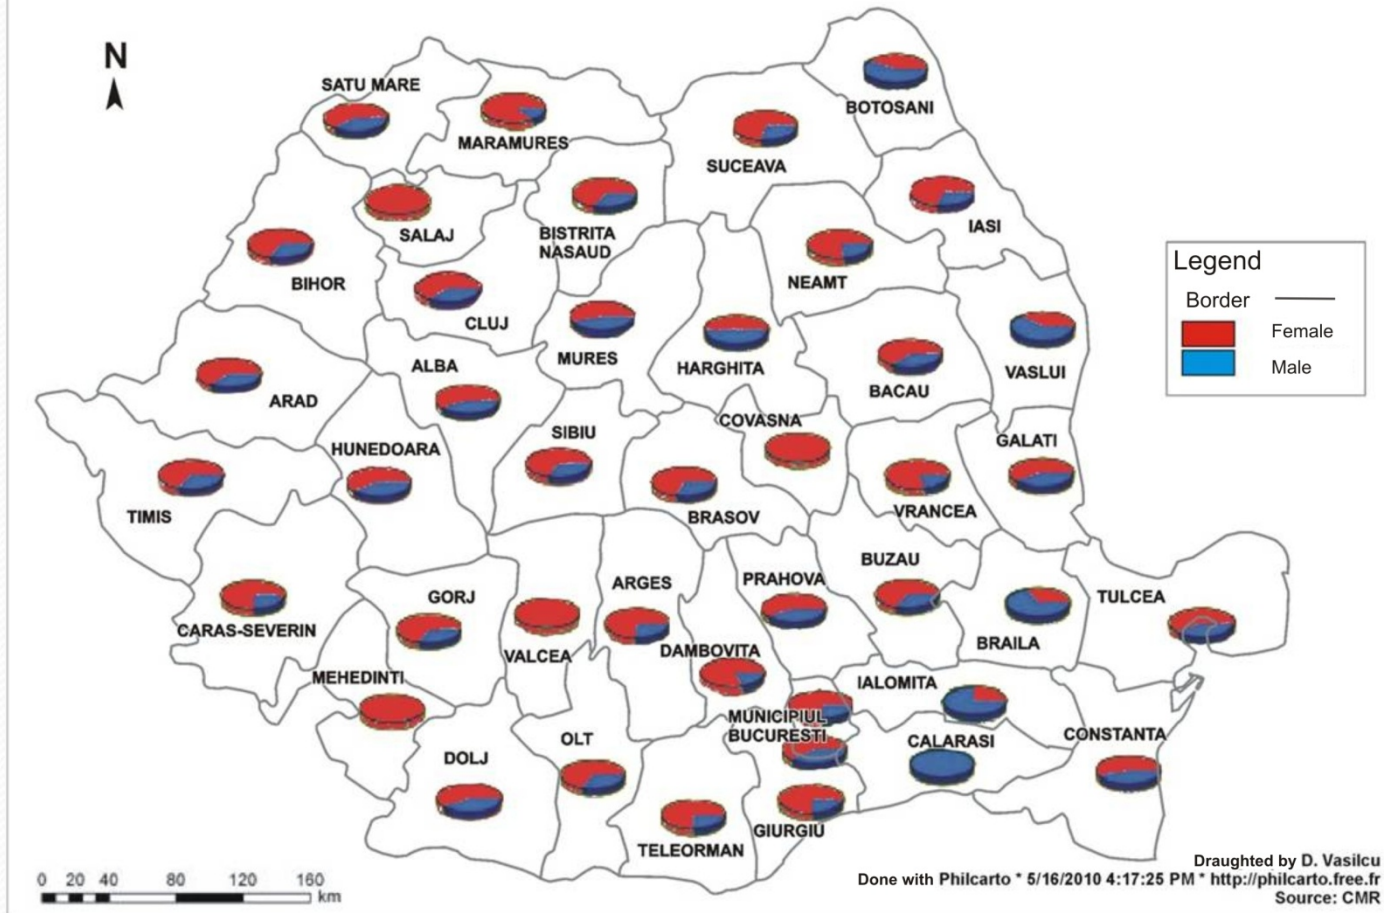 N
SATU MARE
MARAMURES
SUCEAVA
BOTOSANI
SALAJ
BISTRITA
NASAUD
IASI
BIHOR
CLUJ
NEAMT
Legend
Border
Female
Male
MURES
HARGHITA
BACAU
VASLUI
ARAD
ALBA
COVASNA
HUNEDOARA
SIBIU
GALATI
TIMIS
BRASOV
VRANCEA
CARAS-SEVERIN
GORJ
VALCEA
ARGES
PRAHOVA
BUZAU
TULCEA
BRAILA
DAMBOVITA
MEHEDINTI
IALOMITA
MUNICIPIUL
BUCURESTI
CALARASI
CONSTANTA
DOLJ
OLT
TELEORMAN
GIURGIU
0 20 40 80 120 160
km
Draughted by D. Vasilcu
Done with Philcarto * 5/16/2010 4:17:25 PM * http://philcarto.free.fr
Source: CMR